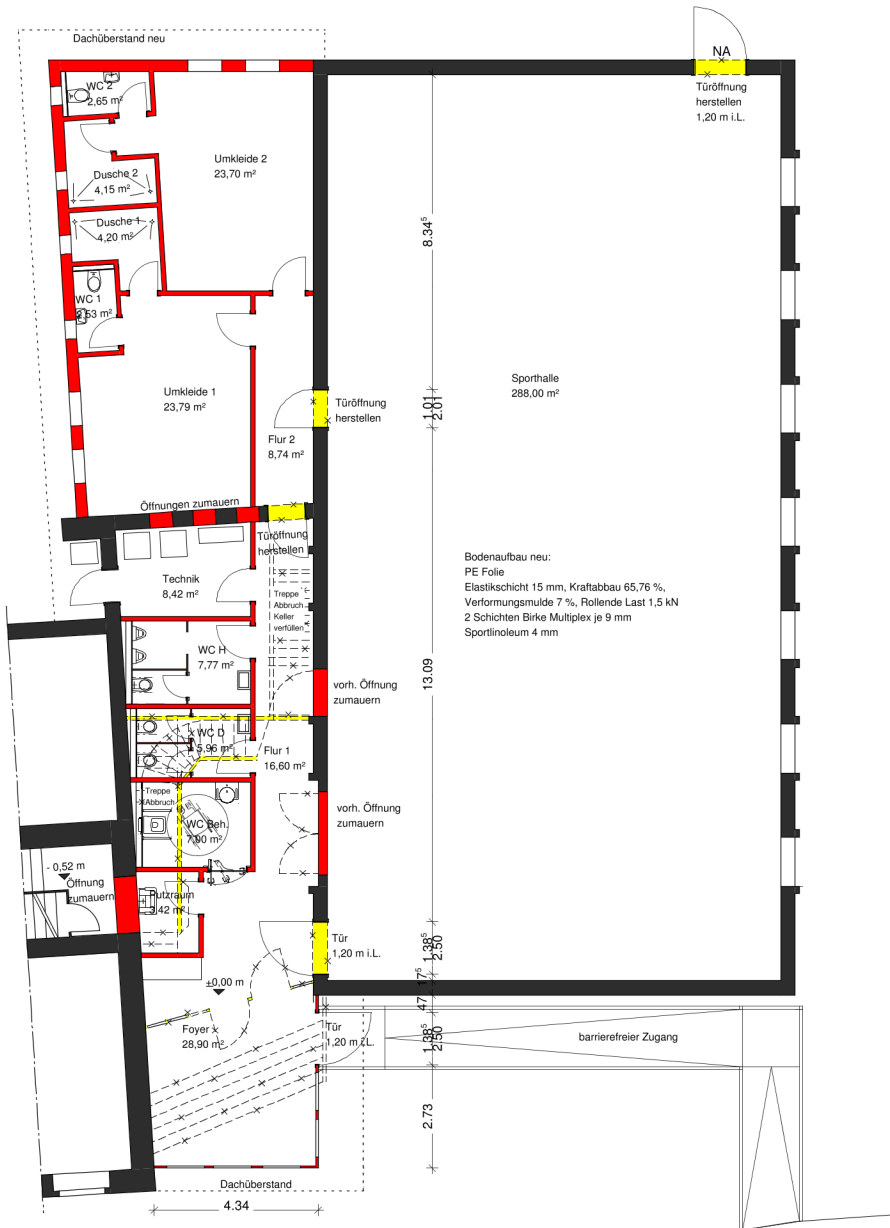 Dachüberstand neu
NA
Türöffnung
herstellen
1,20 m i.L.
WC 2
2,65 m²
Umkleide 2
23,70 m²
Dusche 2
4,15 m²
Dusche 1
4,20 m²
8.34⁵
WC 1
2,53 m²
Umkleide 1
23,79 m²
Sporthalle
288,00 m²
Türöffnung
herstellen
1.01
2.01
Flur 2
8,74 m²
Öffnungen zumauern
Türöffnung
herstellen
Technik
8,42 m²
Treppe
Abbruch
Keller
verfüllen
Bodenaufbau neu:
PE Folie
Elastikschicht 15 mm, Kraftabbau 65,76 %,
Verformungsmulde 7 %, Rollende Last 1,5 kN
2 Schichten Birke Multiplex je 9 mm
Sportlinoleum 4 mm
WC H
7,77 m²
13.09
vorh. Öffnung
zumauern
WC D
5,96 m²
Flur 1
16,60 m²
Treppe
Abbruch
vorh. Öffnung
zumauern
WC Beh.
7,00 m²
- 0,52 m
Öffnung
zumauern
Putzraum
3,42 m²
Tür
1,20 m i.L.
1.38⁵
2.50
17⁵
47
±0,00 m
Foyer
28,90 m²
Tür
1,20 m i.L.
1.38⁵
2.50
barrierefreier Zugang
2.73
Dachüberstand
4.34